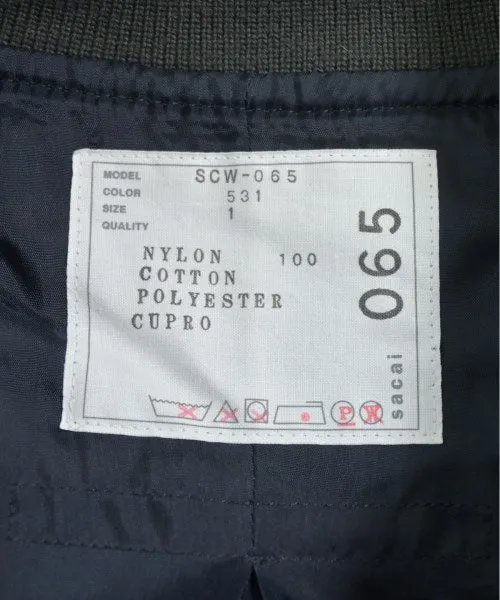 MODEL SCW-065
COLOR 531
SIZE 1
QUALITY
NYLON 100
COTTON
POLYESTER
CUPRO
P W
065
sacai